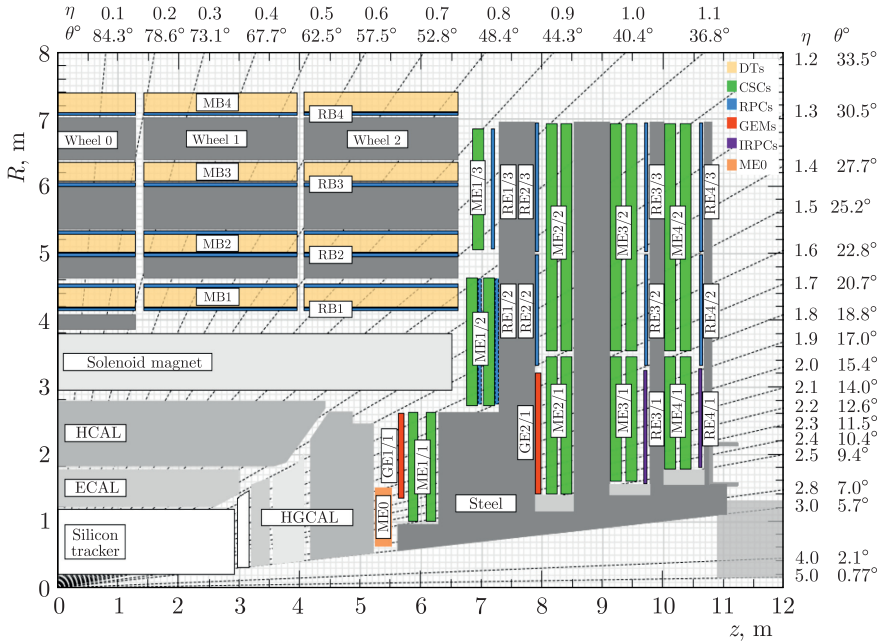 η 0.1 0.2 0.3 0.4 0.5 0.6 0.7 0.8 0.9 1.0 1.1
θ° 84.3° 78.6° 73.1° 67.7° 62.5° 57.5° 52.8° 48.4° 44.3° 40.4° 36.8° η θ°
8
7
6
5
4
3
2
1
0
R, m
1.2 33.5°
1.3 30.5°
1.4 27.7°
1.5 25.2°
1.6 22.8°
1.7 20.7°
1.8 18.8°
1.9 17.0°
2.0 15.4°
2.1 14.0°
2.2 12.6°
2.3 11.5°
2.4 10.4°
2.5 9.4°
2.8 7.0°
3.0 5.7°
4.0 2.1°
5.0 0.77°
DTs
CSCs
RPCs
GEMs
IRPCs
ME0
MB4
RB4
Wheel 0
Wheel 1
Wheel 2
MB3
RB3
MB2
RB2
MB1
RB1
Solenoid magnet
HCAL
ECAL
Silicon
tracker
HGCAL
Steel
ME0
GE1/1
ME1/1
ME1/2
ME1/3
RE1/3
RE2/3
RE1/2
RE2/2
GE2/1
ME2/2
ME2/1
ME3/2
ME3/1
RE3/3
RE3/2
RE3/1
ME4/2
ME4/1
RE4/3
RE4/2
RE4/1
0 1 2 3 4 5 6 7 8 9 10 11 12
z, m